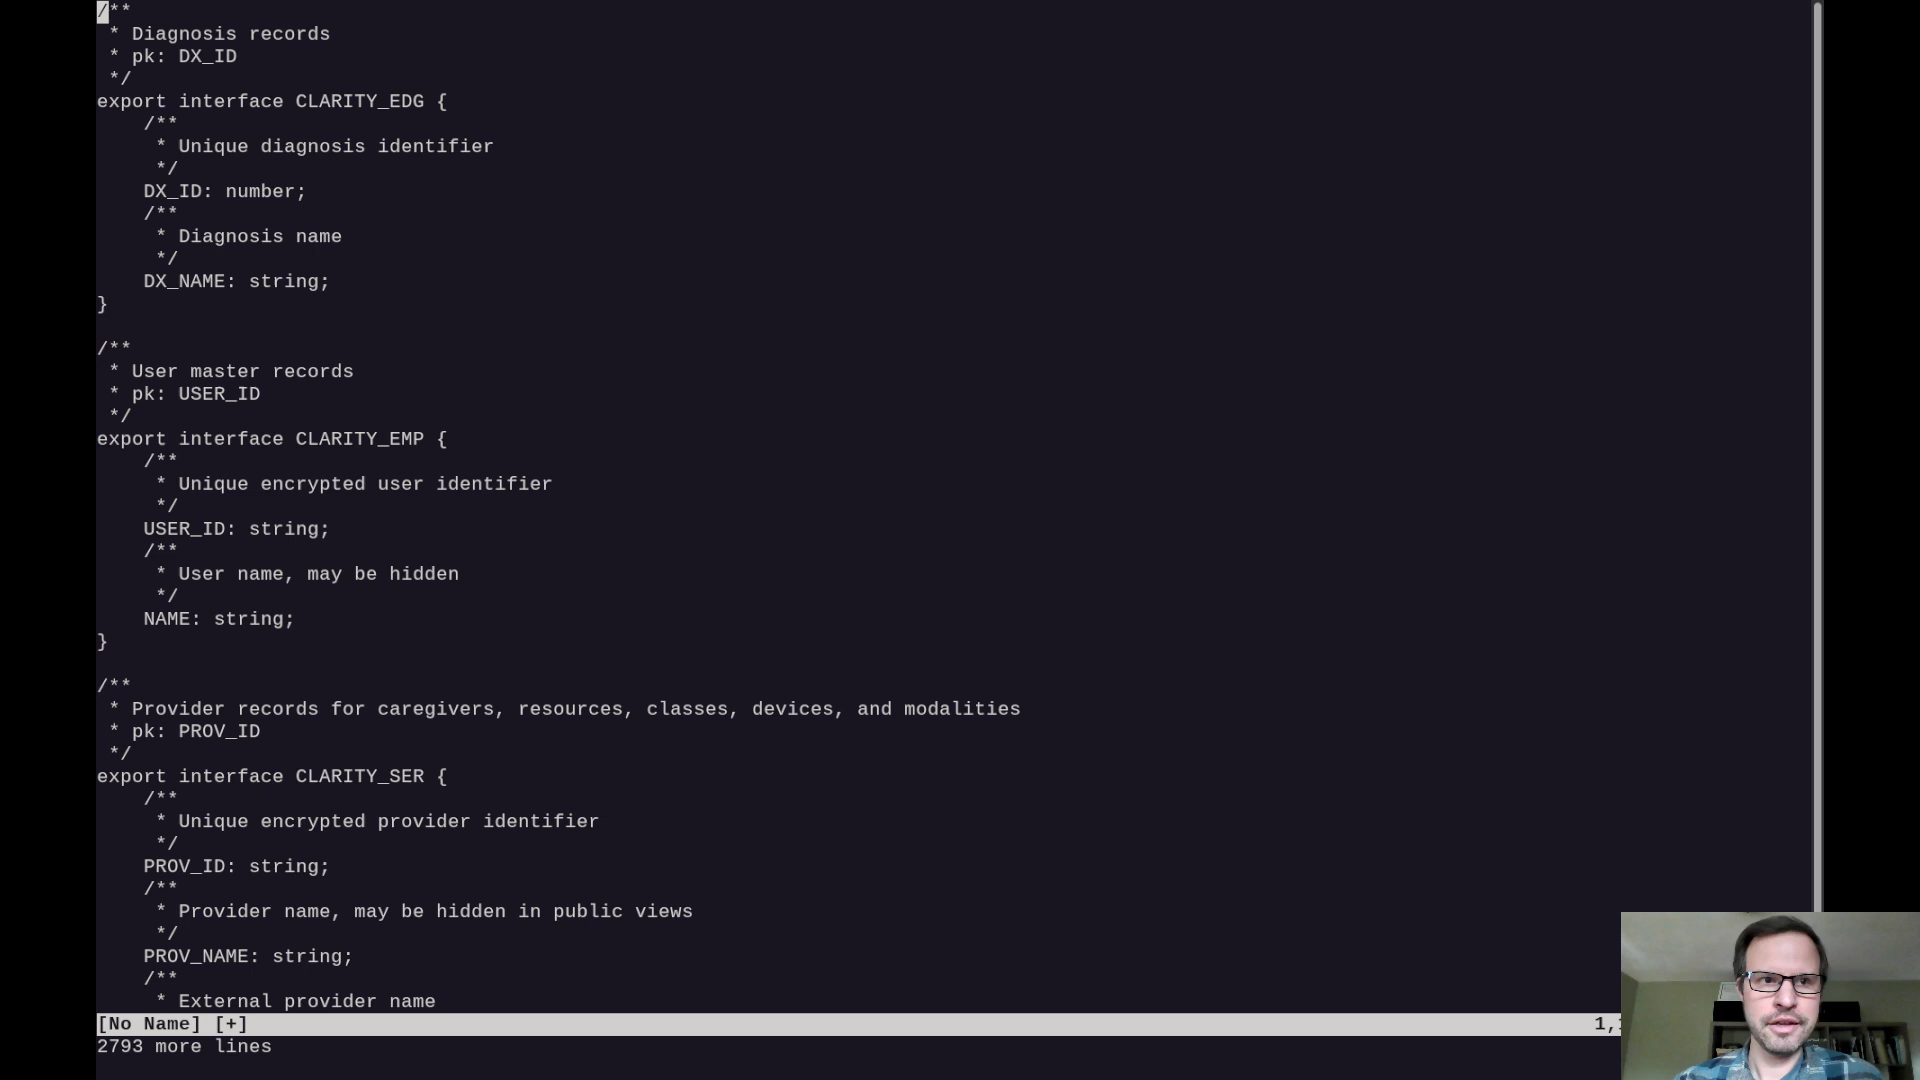 /**
 * Diagnosis records
 * pk: DX_ID
 */
export interface CLARITY_EDG {
    /**
     * Unique diagnosis identifier
     */
    DX_ID: number;
    /**
     * Diagnosis name
     */
    DX_NAME: string;
}

/**
 * User master records
 * pk: USER_ID
 */
export interface CLARITY_EMP {
    /**
     * Unique encrypted user identifier
     */
    USER_ID: string;
    /**
     * User name, may be hidden
     */
    NAME: string;
}

/**
 * Provider records for caregivers, resources, classes, devices, and modalities
 * pk: PROV_ID
 */
export interface CLARITY_SER {
    /**
     * Unique encrypted provider identifier
     */
    PROV_ID: string;
    /**
     * Provider name, may be hidden in public views
     */
    PROV_NAME: string;
    /**
     * External provider name
[No Name] [+] 1,
2793 more lines